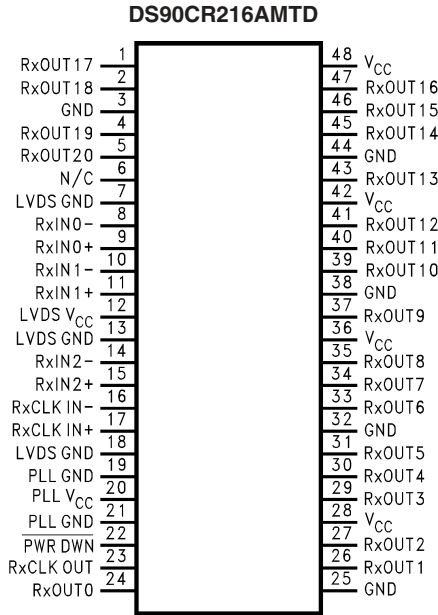 DS90CR216AMTD
RxOUT17 1 48 VCC
RxOUT18 2 47 RxOUT16
GND 3 46 RxOUT15
RxOUT19 4 45 RxOUT14
RxOUT20 5 44 GND
N/C 6 43 RxOUT13
LVDS GND 7 42 VCC
RxIN0- 8 41 RxOUT12
RxIN0+ 9 40 RxOUT11
RxIN1- 10 39 RxOUT10
RxIN1+ 11 38 GND
LVDS VCC 12 37 RxOUT9
LVDS GND 13 36 VCC
RxIN2- 14 35 RxOUT8
RxIN2+ 15 34 RxOUT7
RxCLK IN- 16 33 RxOUT6
RxCLK IN+ 17 32 GND
LVDS GND 18 31 RxOUT5
PLL GND 19 30 RxOUT4
PLL VCC 20 29 RxOUT3
PLL GND 21 28 VCC
PWR DWN 22 27 RxOUT2
RxCLK OUT 23 26 RxOUT1
RxOUT0 24 25 GND